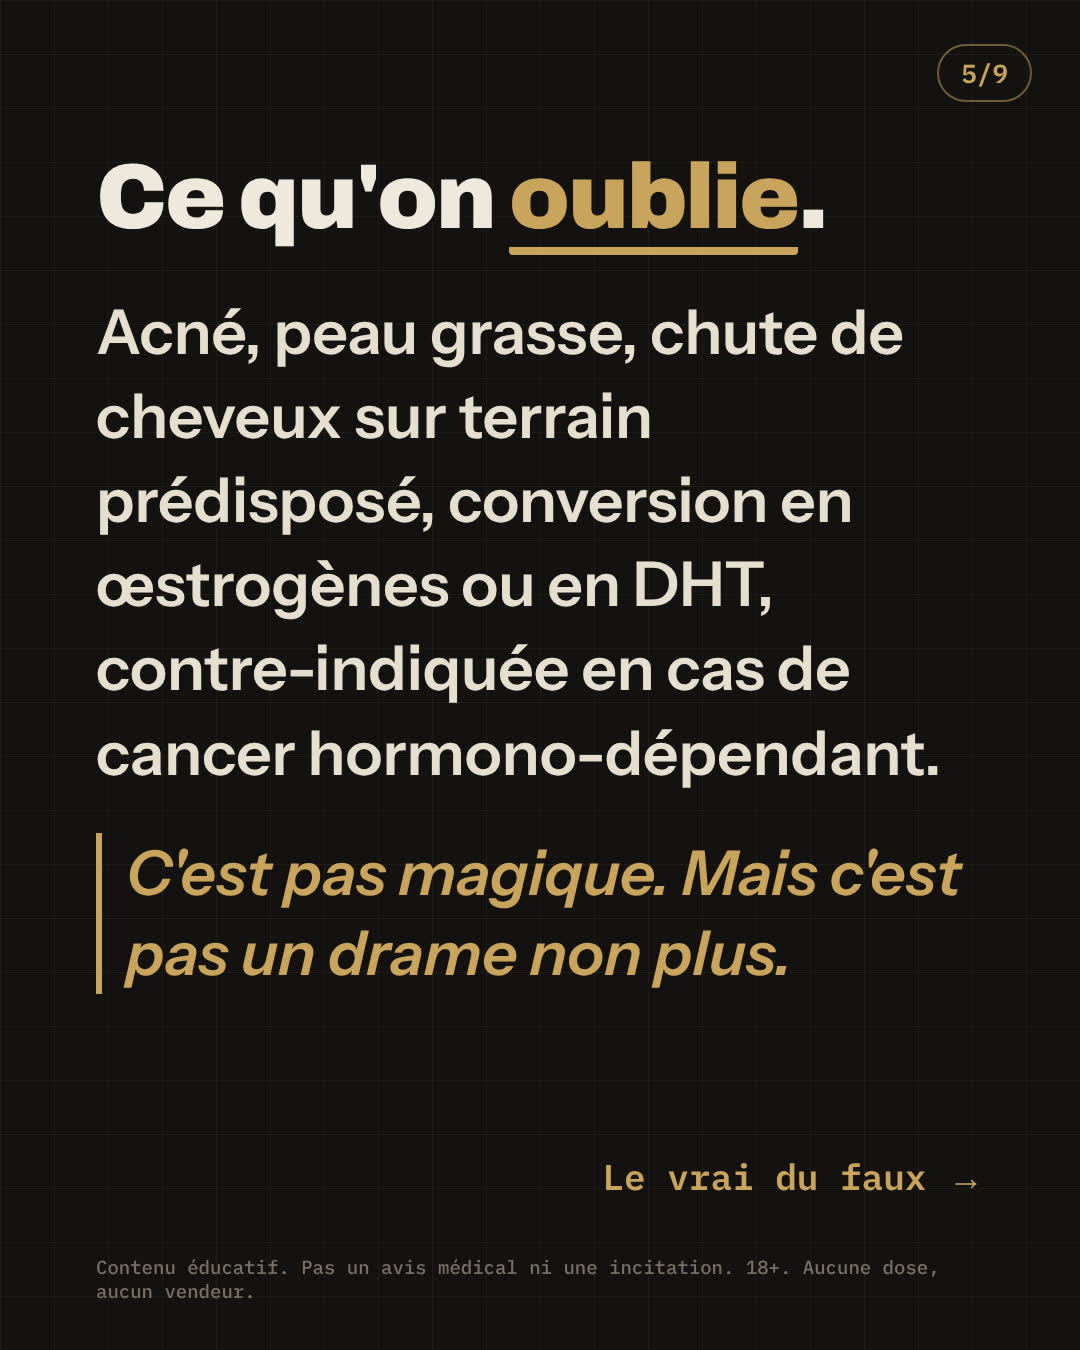 5/9
Ce qu'on oublie.
Acné, peau grasse, chute de
cheveux sur terrain
prédisposé, conversion en
œstrogènes ou en DHT,
contre-indiquée en cas de
cancer hormono-dépendant.
C'est pas magique. Mais c'est
pas un drame non plus.
Le vrai du faux →
Contenu éducatif. Pas un avis médical ni une incitation. 18+. Aucune dose,
aucun vendeur.